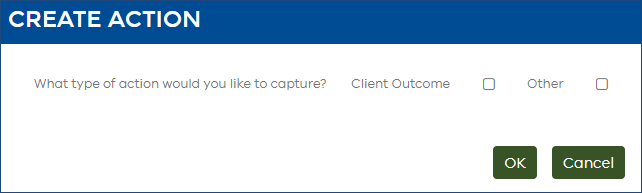 CREATE ACTION
What type of action would you like to capture? Client Outcome Other
OK Cancel